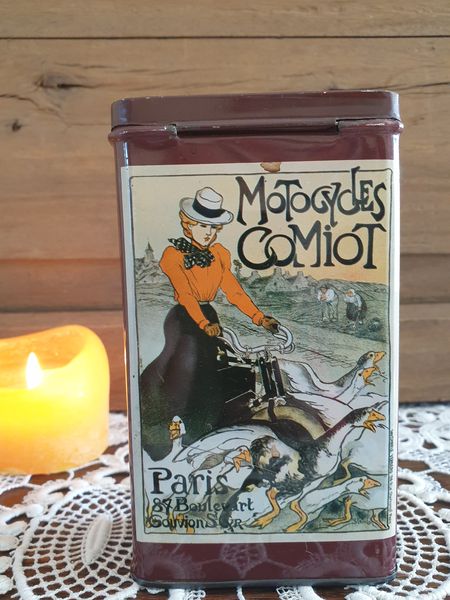 MOTOCYCLES
COMIOT
Paris
87 Boulevart
Gouvion St CYR